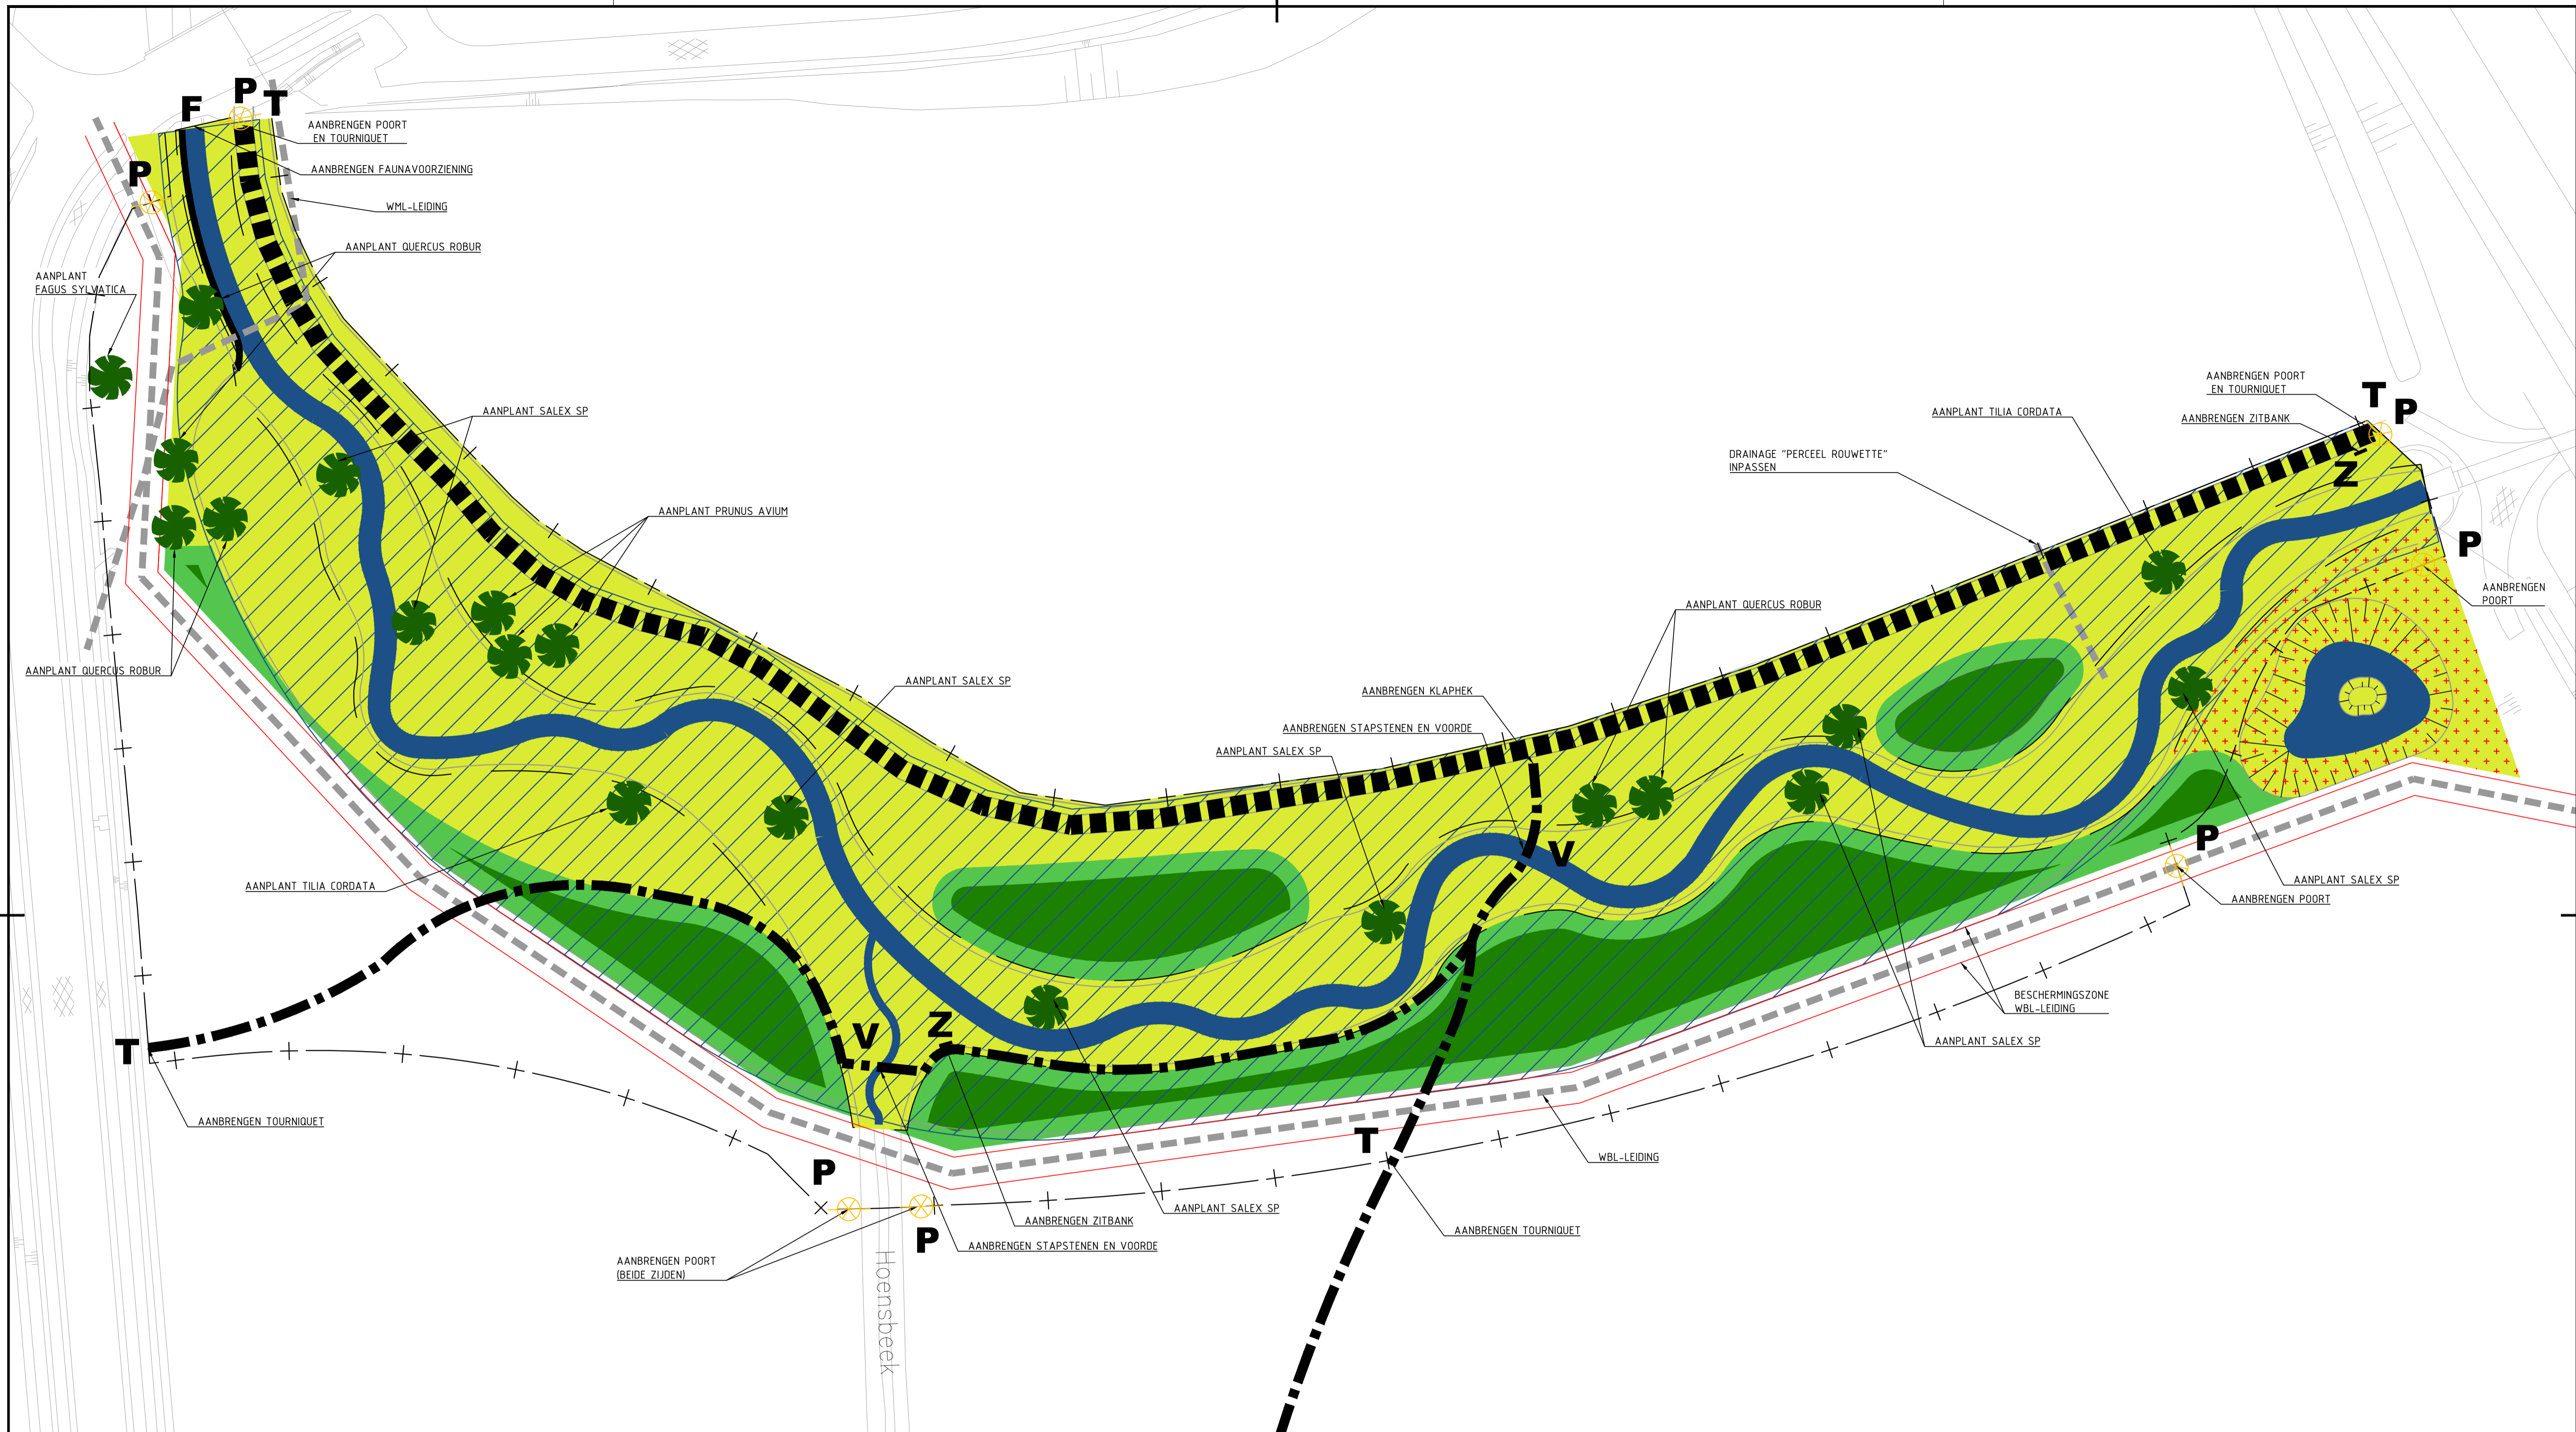 F
P
T
AANBRENGEN POORT
EN TOURNIQUET
P
AANBRENGEN FAUNAVOORZIENING
WML-LEIDING
AANPLANT QUERCUS ROBUR
AANPLANT
FAGUS SYLVATICA
AANPLANT SALEX SP
AANPLANT PRUNUS AVIUM
AANPLANT QUERCUS ROBUR
AANPLANT SALEX SP
AANPLANT TILIA CORDATA
AANBRENGEN POORT
EN TOURNIQUET
T
P
AANBRENGEN ZITBANK
AANPLANT TILIA CORDATA
DRAINAGE "PERCEEL ROUWETTE"
INPASSEN
Z
P
AANBRENGEN
POORT
AANPLANT QUERCUS ROBUR
AANBRENGEN KLAPHEK
AANBRENGEN STAPSTENEN EN VOORDE
AANPLANT SALEX SP
V
P
AANPLANT SALEX SP
AANBRENGEN POORT
BESCHERMINGSZONE
WBL-LEIDING
AANPLANT SALEX SP
T
V
Z
AANBRENGEN TOURNIQUET
T
WBL-LEIDING
P
P
AANPLANT SALEX SP
AANBRENGEN ZITBANK
AANBRENGEN TOURNIQUET
AANBRENGEN STAPSTENEN EN VOORDE
AANBRENGEN POORT
(BEIDE ZIJDEN)
Hoensbeek